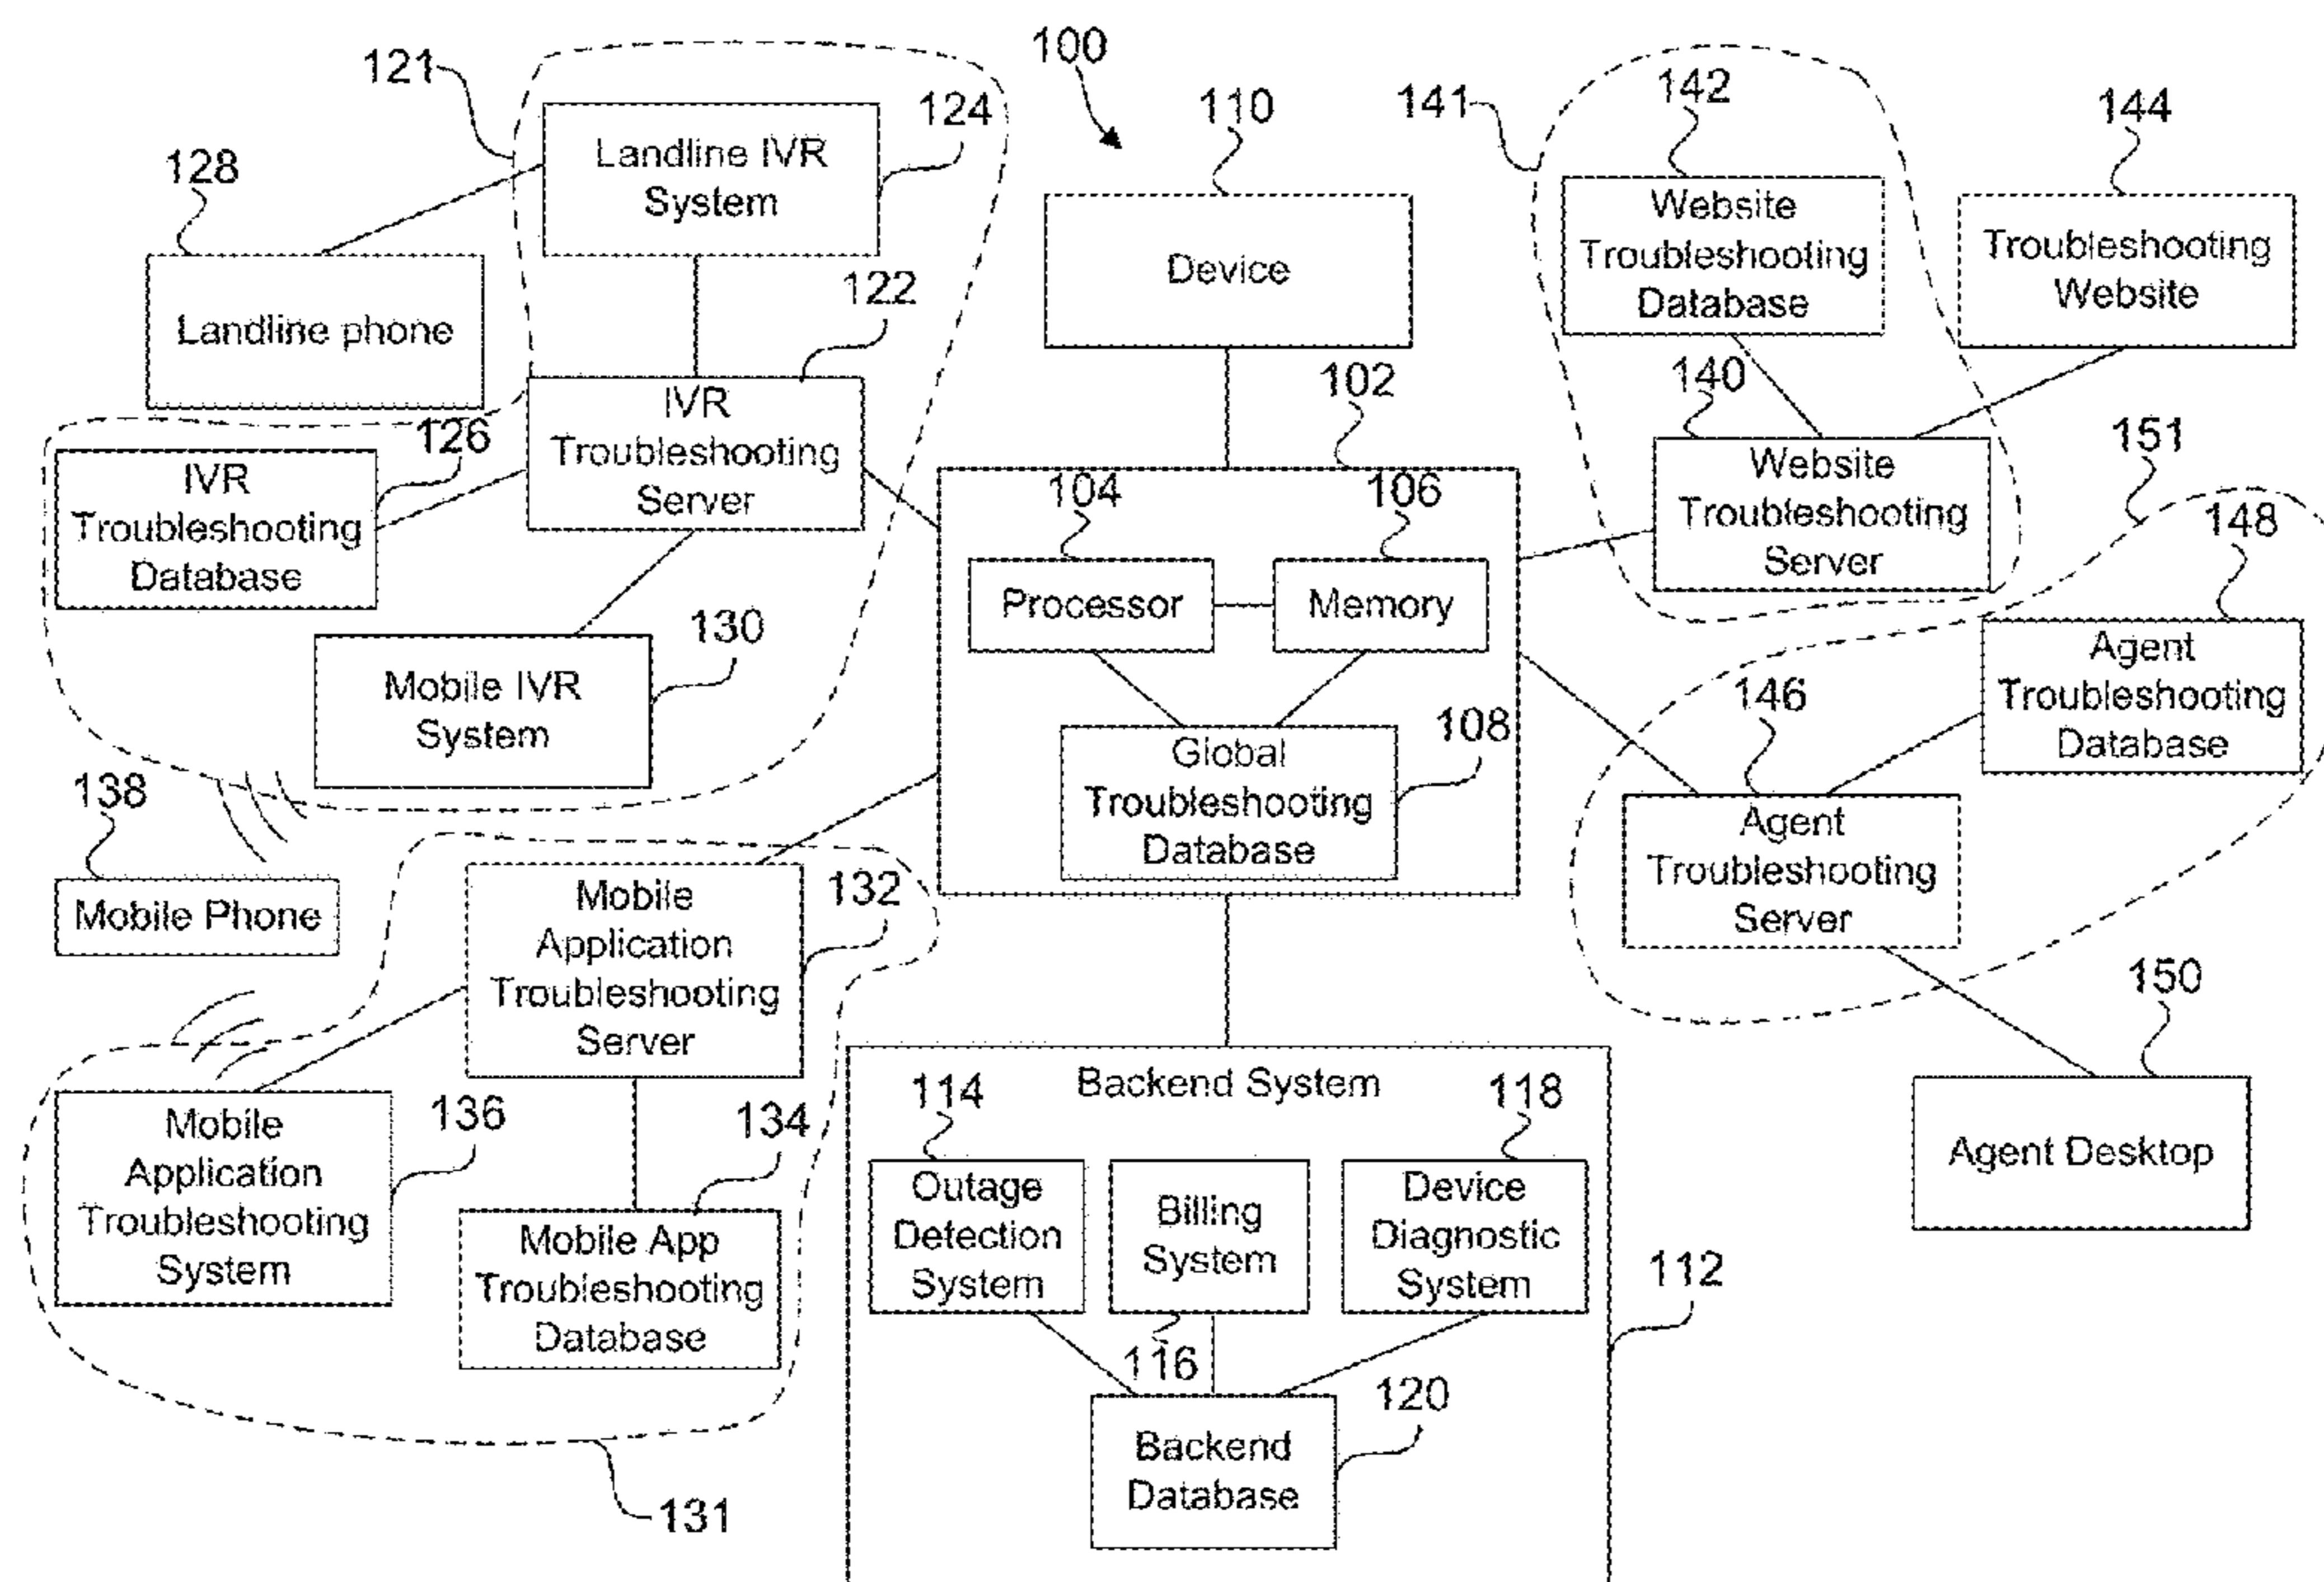 100
121
124
Landline IVR
System
128
Landline phone
122
IVR
Troubleshooting
Server
126
IVR
Troubleshooting
Database
130
Mobile IVR
System
110
Device
102
104
Processor
106
Memory
108
Global
Troubleshooting
Database
141
142
Website
Troubleshooting
Database
144
Troubleshooting
Website
140
Website
Troubleshooting
Server
151
148
Agent
Troubleshooting
Database
146
Agent
Troubleshooting
Server
150
Agent Desktop
138
Mobile Phone
132
Mobile
Application
Troubleshooting
Server
136
Mobile
Application
Troubleshooting
System
134
Mobile App
Troubleshooting
Database
131
Backend System
114
Outage
Detection
System
Billing
System
116
118
Device
Diagnostic
System
112
120
Backend
Database